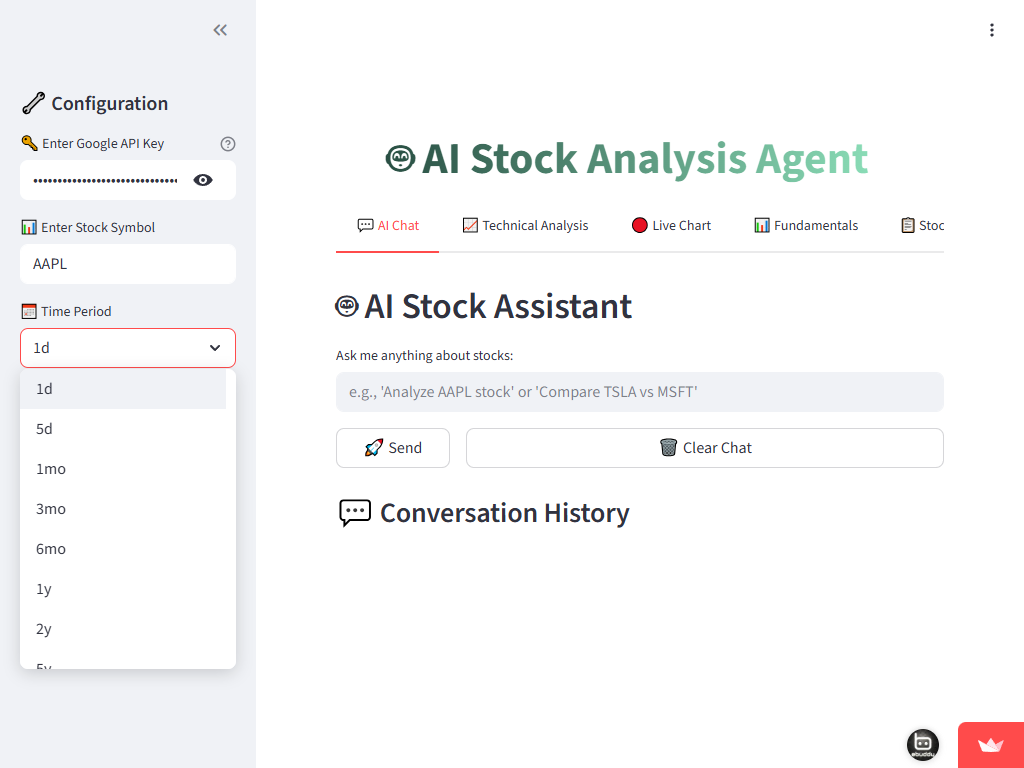 Configuration
Enter Google API Key
••••••••••••••••••••••••••••••
Enter Stock Symbol
AAPL
Time Period
1d
1d
5d
1mo
3mo
6mo
1y
2y
5y
AI Stock Analysis Agent
AI Chat
Technical Analysis
Live Chart
Fundamentals
Stoc
AI Stock Assistant
Ask me anything about stocks:
e.g., 'Analyze AAPL stock' or 'Compare TSLA vs MSFT'
Send
Clear Chat
Conversation History